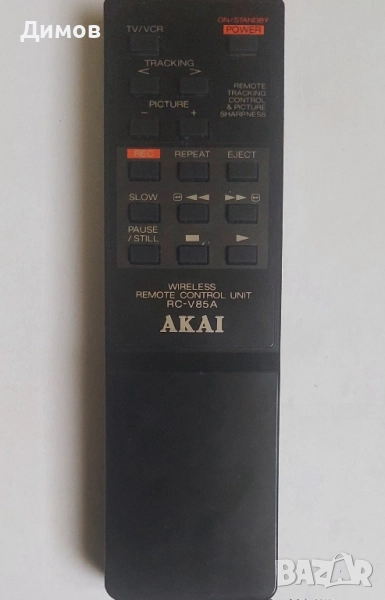 Димов
ON/STANDBY
TV/VCR POWER
TRACKING
< >
PICTURE
− +
REMOTE
TRACKING
CONTROL
& PICTURE
SHARPNESS
REC REPEAT EJECT
SLOW ◀◀ ▶▶
PAUSE
/STILL ■ ▶
WIRELESS
REMOTE CONTROL UNIT
RC-V85A
AKAI
BAZAR